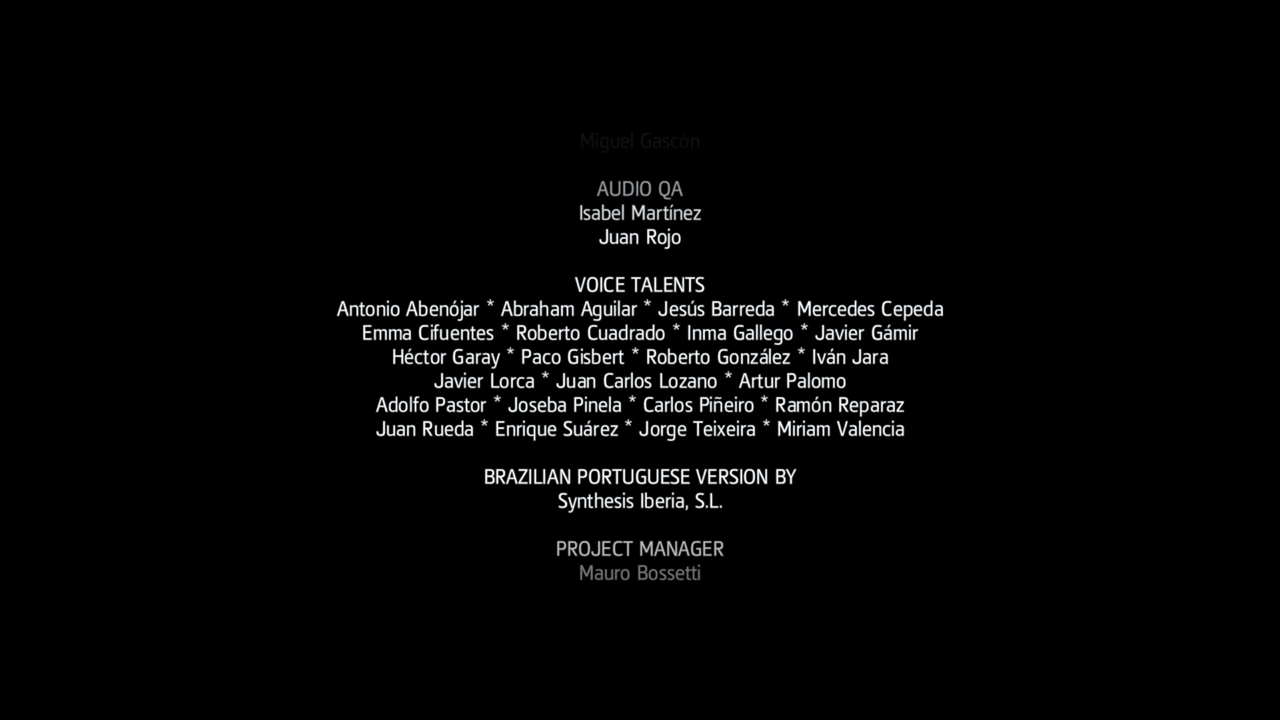 Miguel Gascón
AUDIO QA
Isabel Martínez
Juan Rojo
VOICE TALENTS
Antonio Abenójar * Abraham Aguilar * Jesús Barreda * Mercedes Cepeda
Emma Cifuentes * Roberto Cuadrado * Inma Gallego * Javier Gámir
Héctor Garay * Paco Gisbert * Roberto González * Iván Jara
Javier Lorca * Juan Carlos Lozano * Artur Palomo
Adolfo Pastor * Joseba Pinela * Carlos Piñeiro * Ramón Reparaz
Juan Rueda * Enrique Suárez * Jorge Teixeira * Miriam Valencia
BRAZILIAN PORTUGUESE VERSION BY
Synthesis Iberia, S.L.
PROJECT MANAGER
Mauro Bossetti